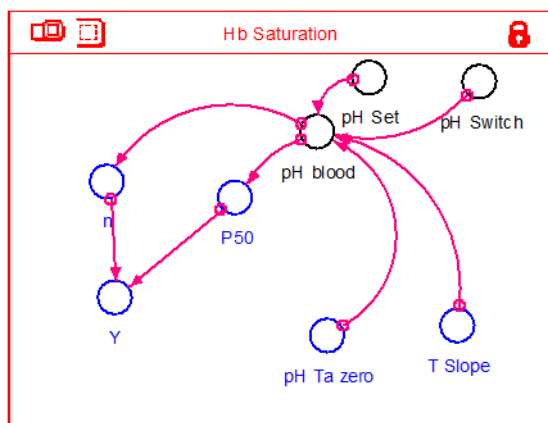 Hb Saturation
pH Set
pH Switch
pH blood
n
P50
Y
pH Ta zero
T Slope